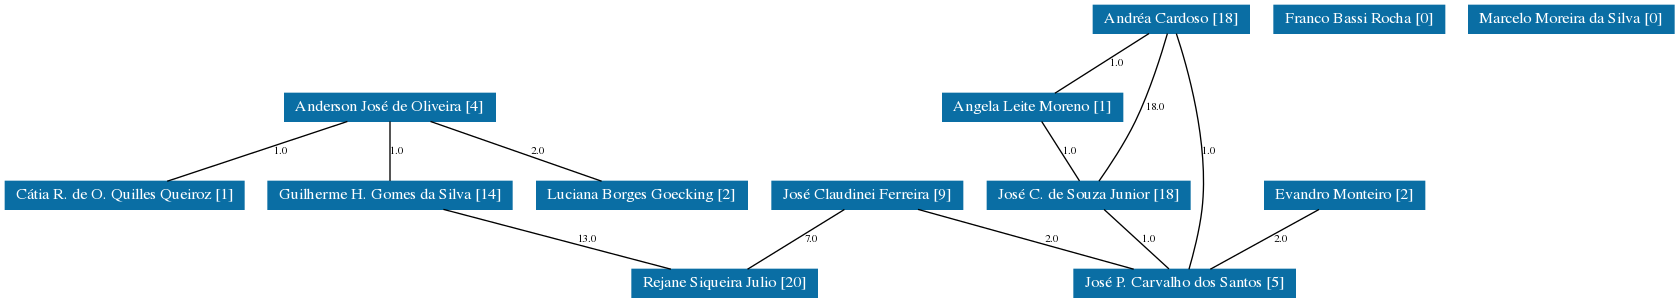 Andréa Cardoso [18]
Franco Bassi Rocha [0]
Marcelo Moreira da Silva [0]
1.0
Anderson José de Oliveira [4]
Angela Leite Moreno [1]
18.0
1.0
1.0
2.0
1.0
1.0
Cátia R. de O. Quilles Queiroz [1]
Guilherme H. Gomes da Silva [14]
Luciana Borges Goecking [2]
José Claudinei Ferreira [9]
José C. de Souza Junior [18]
Evandro Monteiro [2]
13.0
7.0
2.0
1.0
2.0
Rejane Siqueira Julio [20]
José P. Carvalho dos Santos [5]